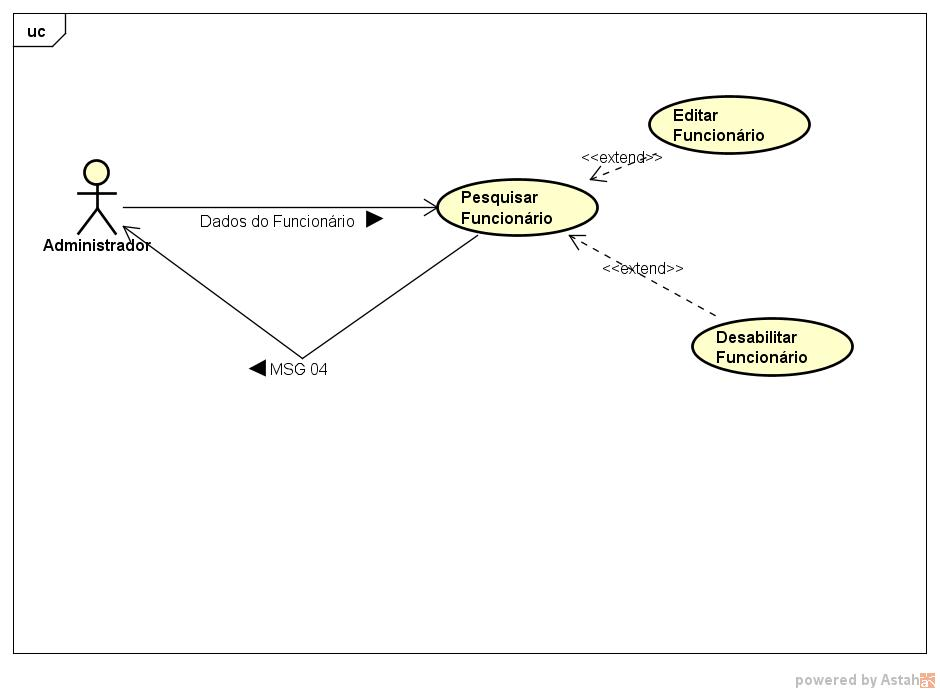 uc
Editar
Funcionário
<<extend>>
Pesquisar
Funcionário
Dados do Funcionário
Administrador
<<extend>>
Desabilitar
Funcionário
MSG 04
powered by Astah